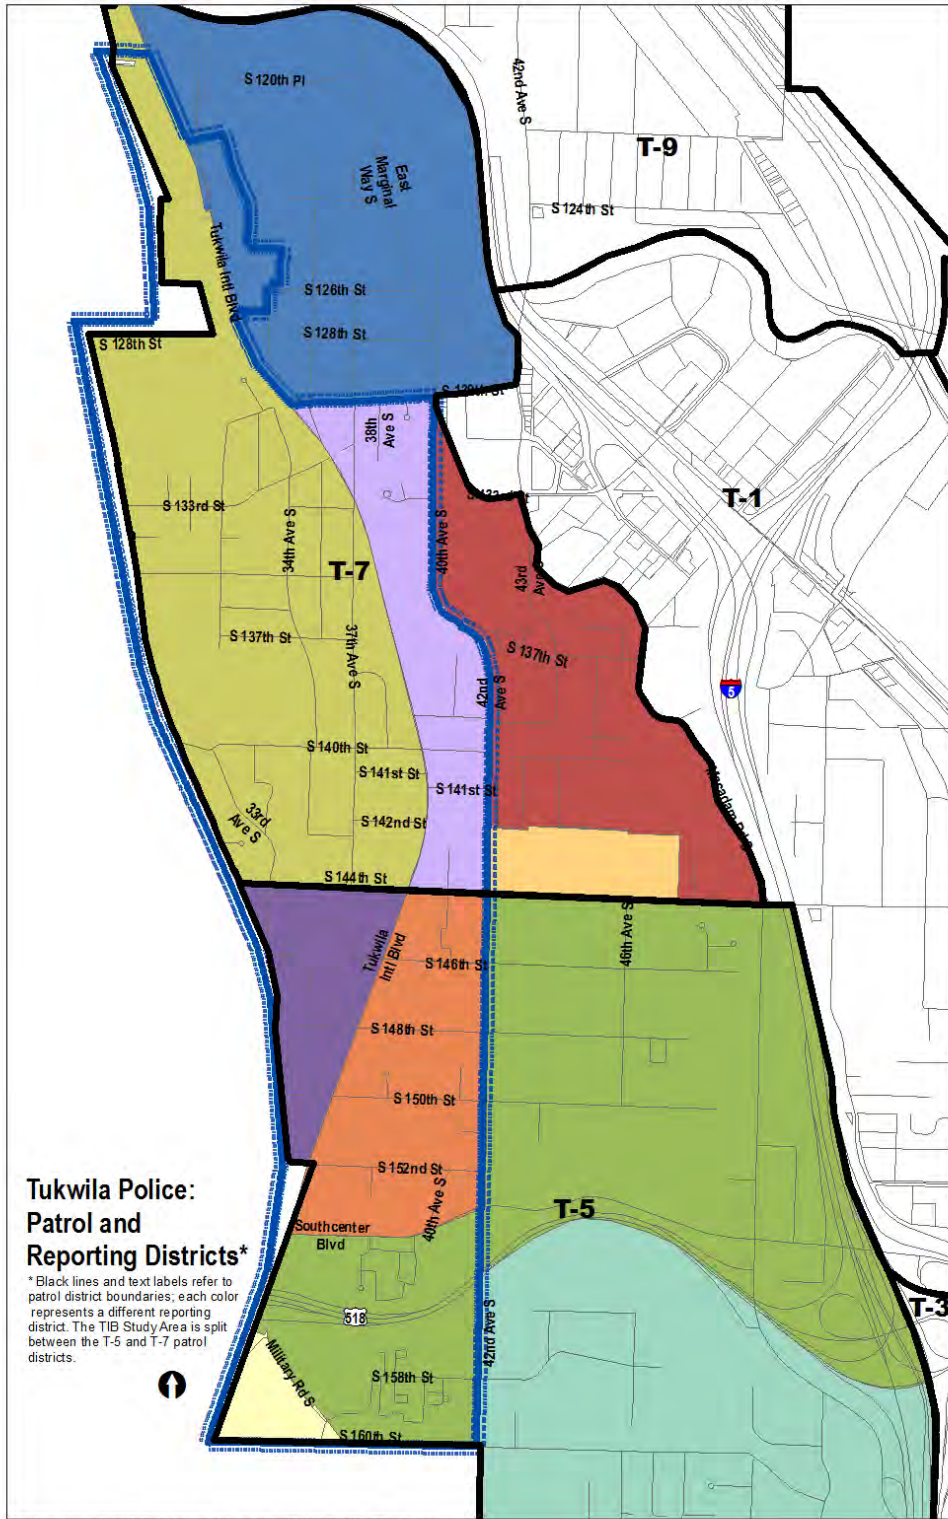 S 120th Pl
42nd Ave S
T-9
East
Marginal
Way S
S 124th St
Tukwila Intl Blvd
S 126th St
S 128th St
S 128th St
38th
Ave S
T-1
S 133rd St
34th Ave S
40th Ave S
T-7
43rd
Ave S
S 137th St
37th Ave S
S 137th St
42nd
Ave S
5
S 140th St
S 141st St
S 141st St
33rd
Ave S
S 142nd St
Macadam Rd S
S 144th St
Tukwila
Intl Blvd
46th Ave S
S 146th St
S 148th St
S 150th St
S 152nd St
40th Ave S
T-5
Southcenter
Blvd
518
T-3
42nd Ave S
Military Rd S
S 158th St
S 160th St
Tukwila Police:
Patrol and
Reporting Districts*
* Black lines and text labels refer to
patrol district boundaries; each color
represents a different reporting
district. The TIB Study Area is split
between the T-5 and T-7 patrol
districts.